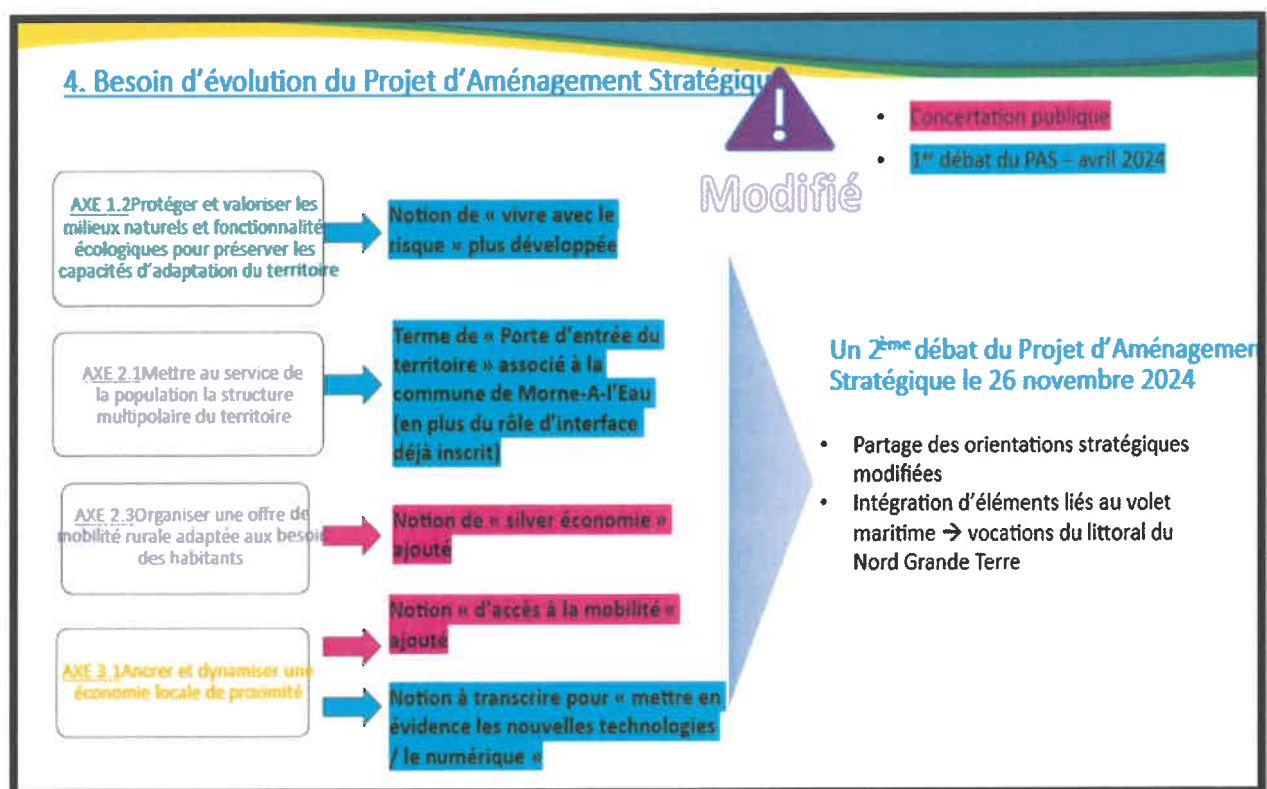 4. Besoin d'évolution du Projet d'Aménagement Stratégique
• Concertation publique
• 1er débat du PAS – avril 2024
Modifié
AXE 1.2Protéger et valoriser les
milieux naturels et fonctionnalité
écologiques pour préserver les
capacités d'adaptation du territoire
Notion de « vivre avec le
risque » plus développée
AXE 2.1Mettre au service de
la population la structure
multipolaire du territoire
Terme de « Porte d'entrée du
territoire » associé à la
commune de Morne-A-l'Eau
(en plus du rôle d'interface
déjà inscrit)
AXE 2.3Organiser une offre de
mobilité rurale adaptée aux besoin
des habitants
Notion de « silver économie »
ajouté
AXE 3.1Ancrer et dynamiser une
économie locale de proximité
Notion « d'accès à la mobilité »
ajouté
Notion à transcrire pour « mettre en
évidence les nouvelles technologies
/ le numérique »
Un 2ème débat du Projet d'Aménagemen
Stratégique le 26 novembre 2024
• Partage des orientations stratégiques
modifiées
• Intégration d'éléments liés au volet
maritime → vocations du littoral du
Nord Grande Terre